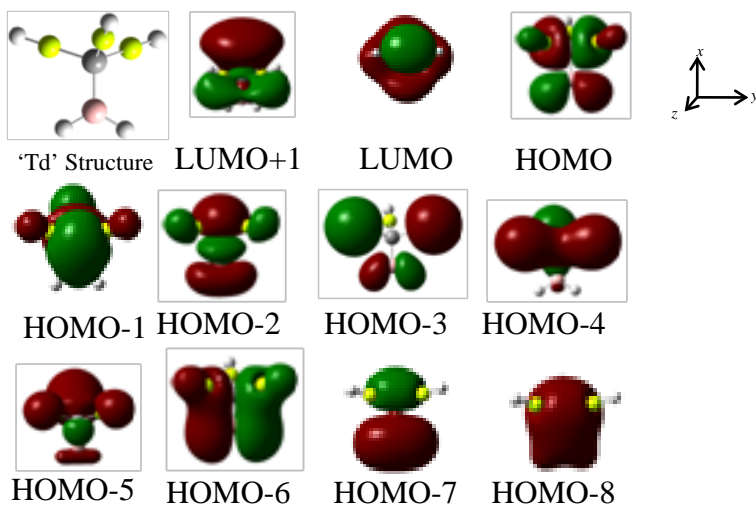 x
y
z
‘Td’ Structure
LUMO+1
LUMO
HOMO
HOMO-1
HOMO-2
HOMO-3
HOMO-4
HOMO-5
HOMO-6
HOMO-7
HOMO-8